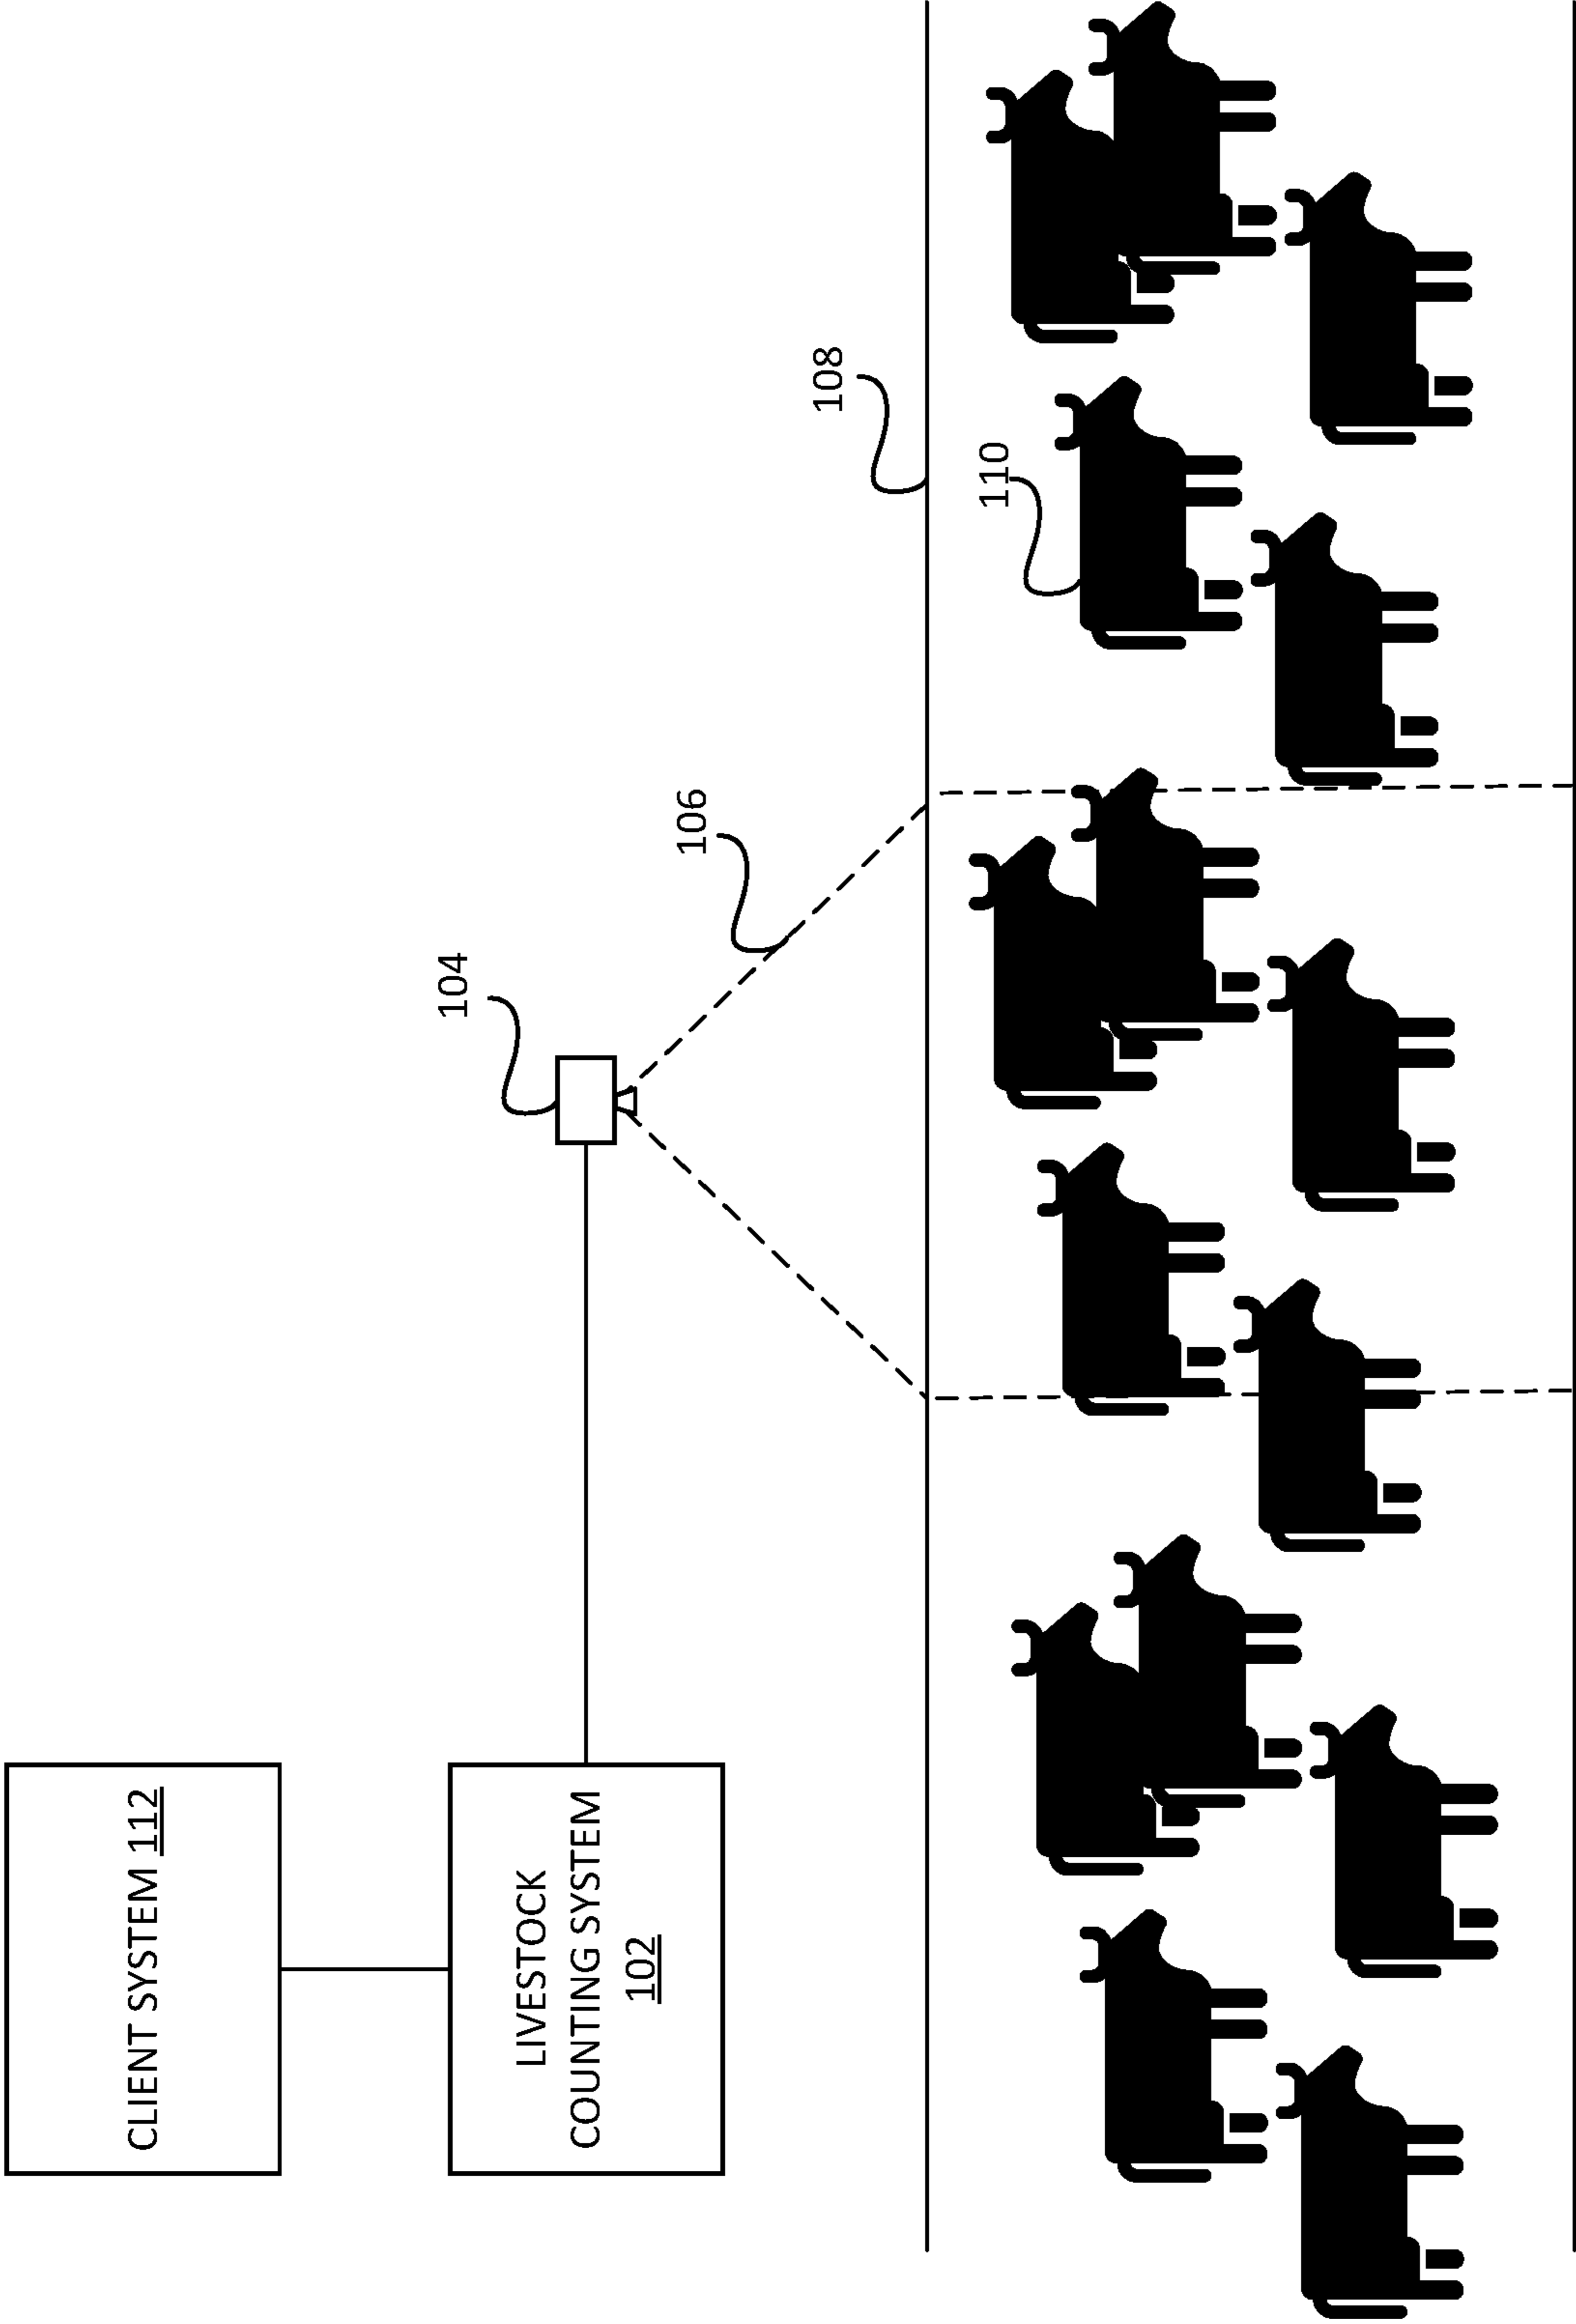 CLIENT SYSTEM 112
LIVESTOCK
COUNTING SYSTEM
102
104
106
108
110